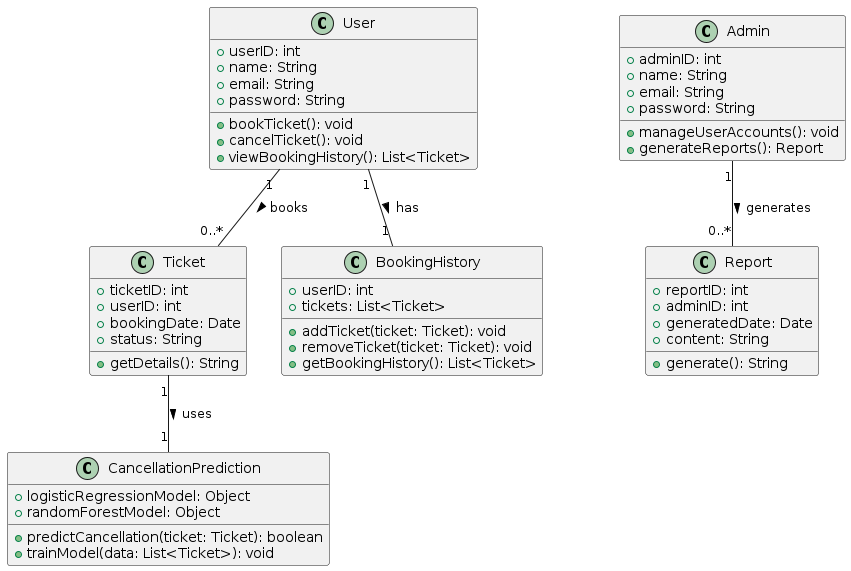 C User
userID: int
name: String
email: String
password: String
bookTicket(): void
cancelTicket(): void
viewBookingHistory(): List<Ticket>
C Admin
adminID: int
name: String
email: String
password: String
manageUserAccounts(): void
generateReports(): Report
1
books
0..*
1
has
1
1
generates
0..*
C Ticket
ticketID: int
userID: int
bookingDate: Date
status: String
getDetails(): String
C BookingHistory
userID: int
tickets: List<Ticket>
addTicket(ticket: Ticket): void
removeTicket(ticket: Ticket): void
getBookingHistory(): List<Ticket>
C Report
reportID: int
adminID: int
generatedDate: Date
content: String
generate(): String
1
uses
1
C CancellationPrediction
logisticRegressionModel: Object
randomForestModel: Object
predictCancellation(ticket: Ticket): boolean
trainModel(data: List<Ticket>): void